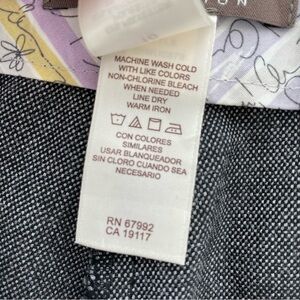 MACHINE WASH COLD
WITH LIKE COLORS
NON-CHLORINE BLEACH
WHEN NEEDED
LINE DRY
WARM IRON
CON COLORES
SIMILARES
USAR BLANQUEADOR
SIN CLORO CUANDO SEA
NECESARIO
RN 67992
CA 19117